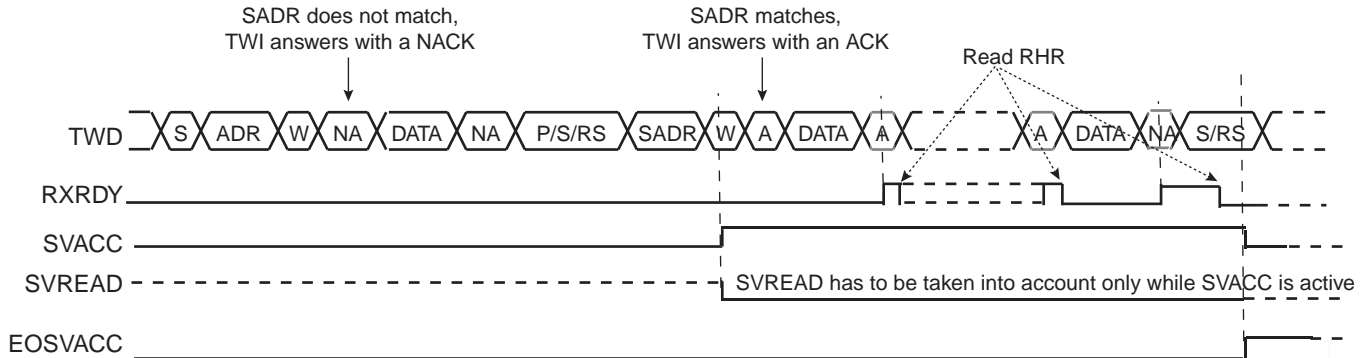 SADR does not match,
TWI answers with a NACK
SADR matches,
TWI answers with an ACK
Read RHR
TWD S ADR W NA DATA NA P/S/RS SADR W A DATA A A DATA NA S/RS
RXRDY
SVACC
SVREAD SVREAD has to be taken into account only while SVACC is active
EOSVACC